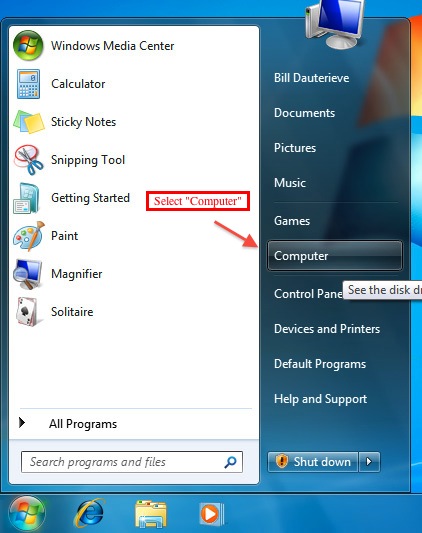 Windows Media Center
Calculator
Sticky Notes
Snipping Tool
Getting Started
Paint
Magnifier
Solitaire
All Programs
Search programs and files
Select "Computer"
Bill Dauterieve
Documents
Pictures
Music
Games
Computer
See the disk dr
Control Pane
Devices and Printers
Default Programs
Help and Support
Shut down